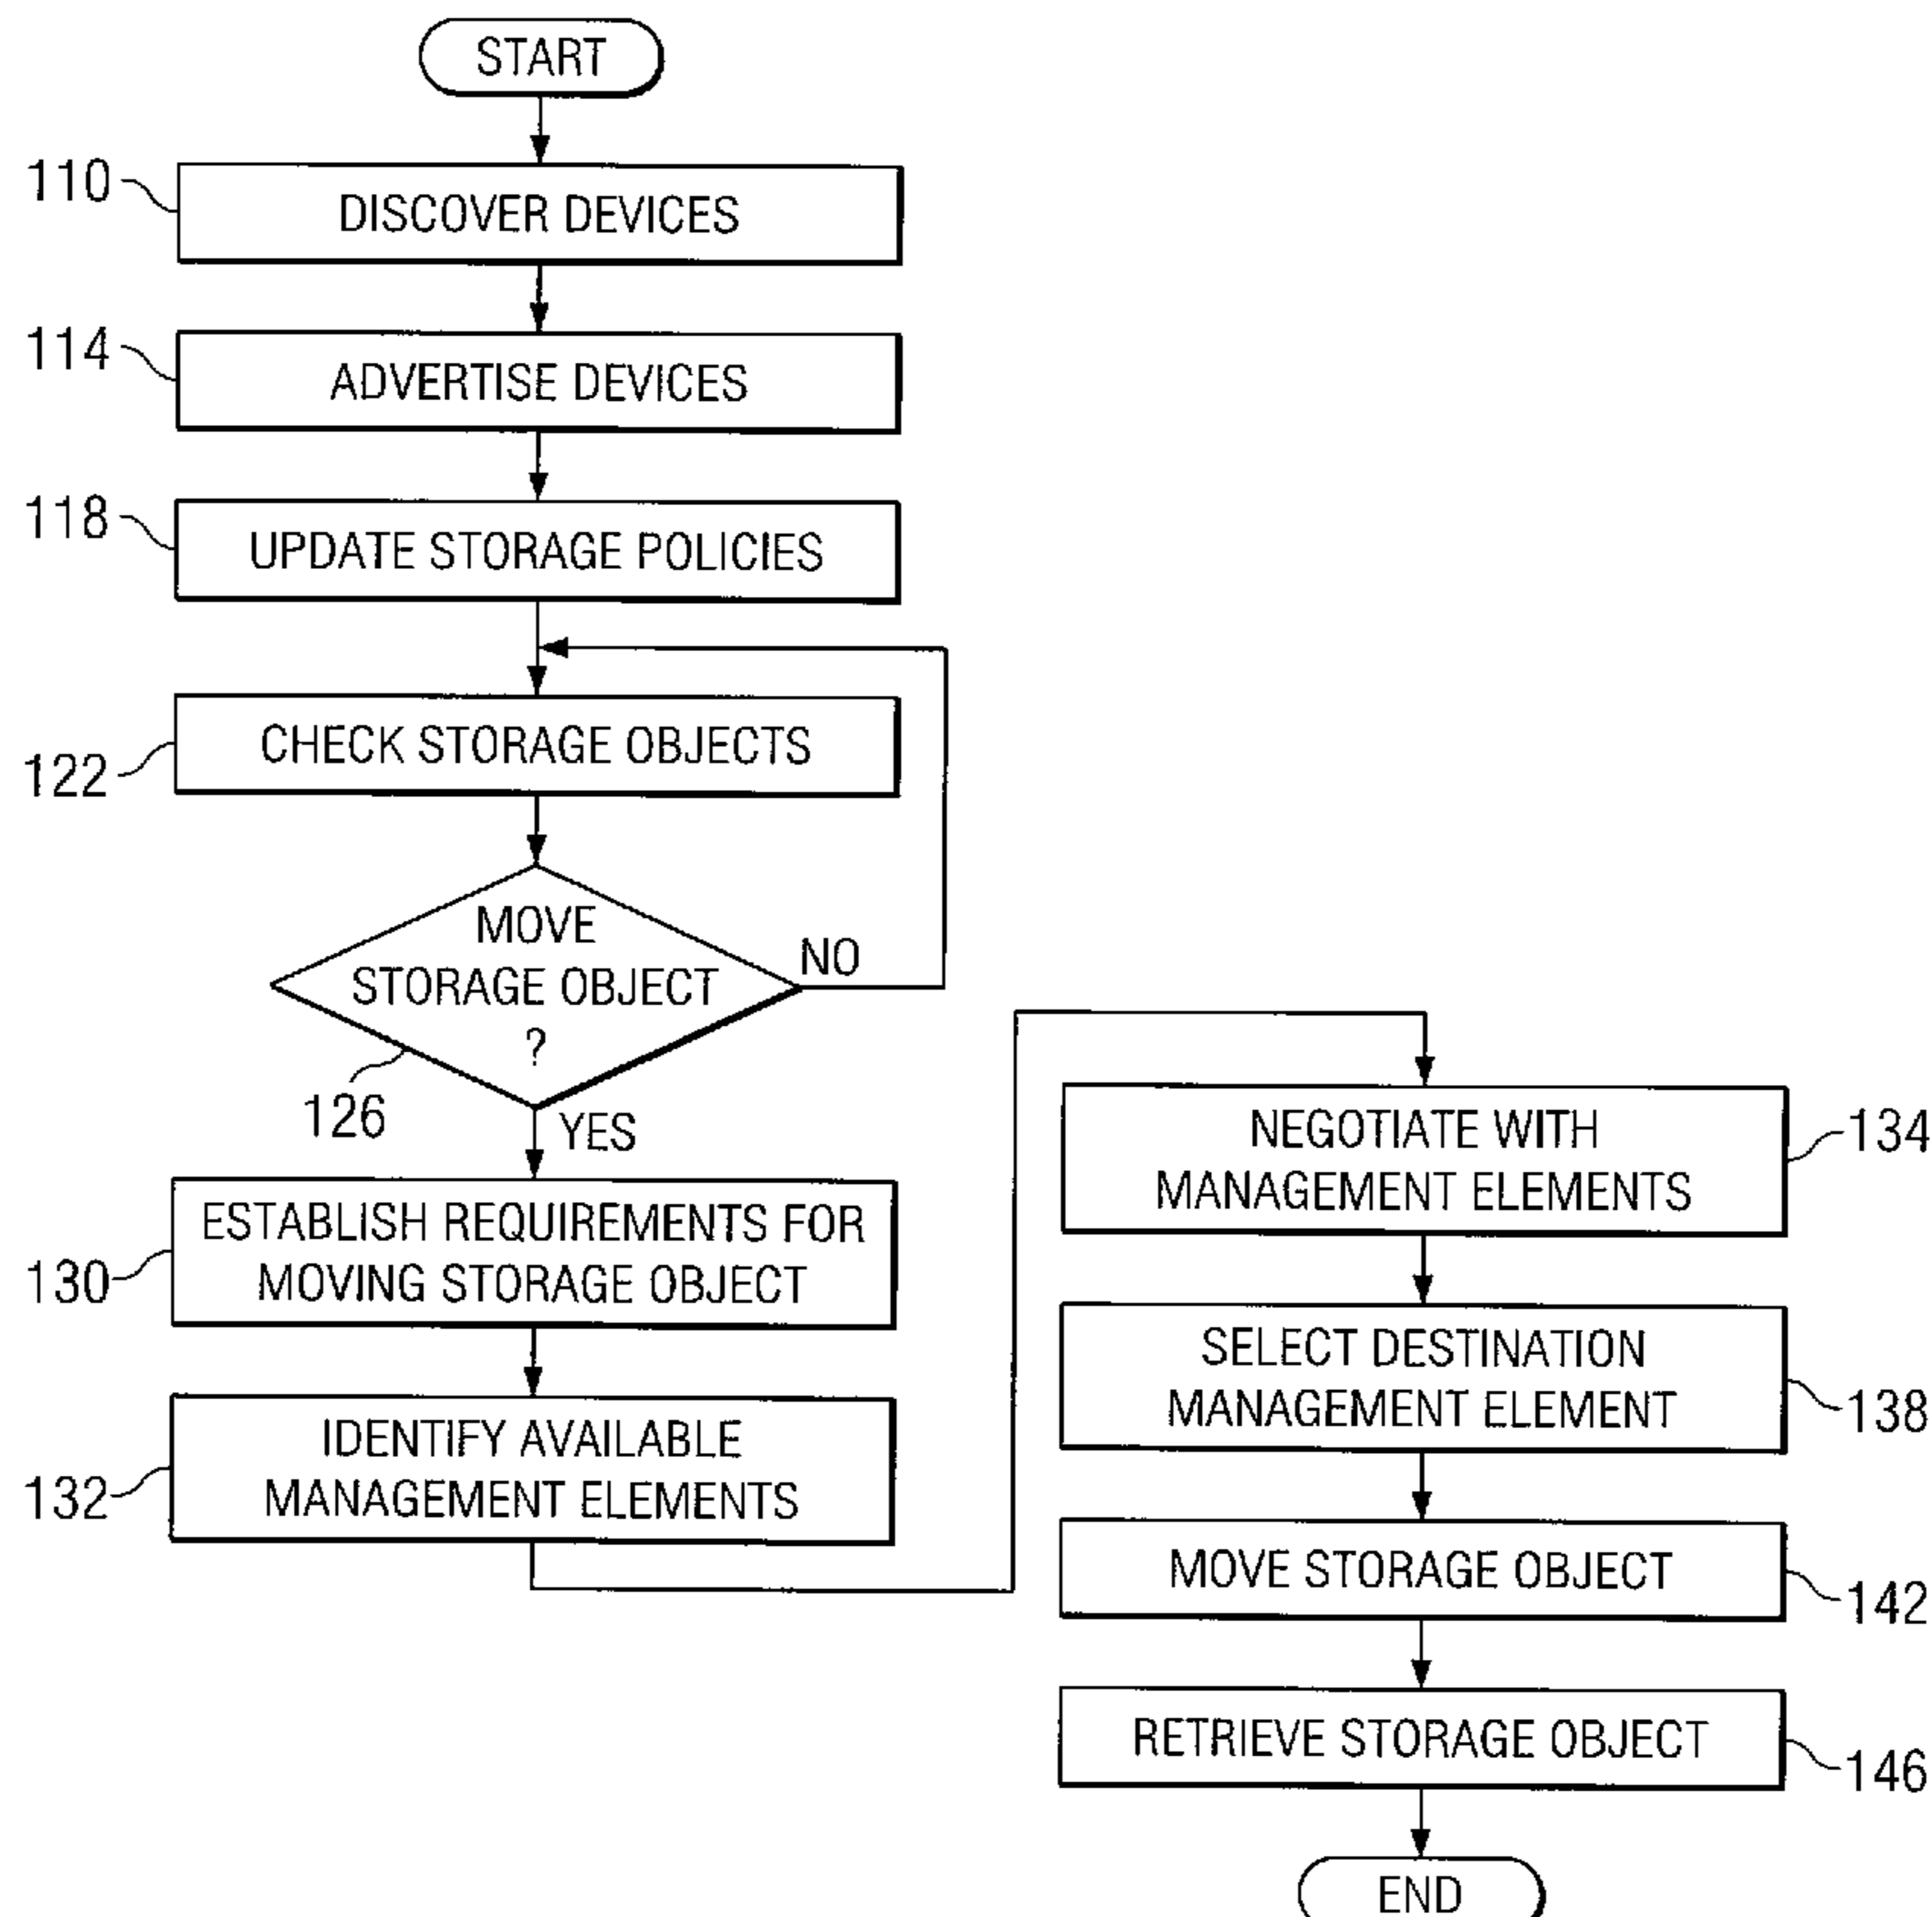 START
110
DISCOVER DEVICES
114
ADVERTISE DEVICES
118
UPDATE STORAGE POLICIES
122
CHECK STORAGE OBJECTS
MOVE
STORAGE OBJECT
?
NO
126
YES
130
ESTABLISH REQUIREMENTS FOR
MOVING STORAGE OBJECT
132
IDENTIFY AVAILABLE
MANAGEMENT ELEMENTS
NEGOTIATE WITH
MANAGEMENT ELEMENTS
134
SELECT DESTINATION
MANAGEMENT ELEMENT
138
MOVE STORAGE OBJECT
142
RETRIEVE STORAGE OBJECT
146
END